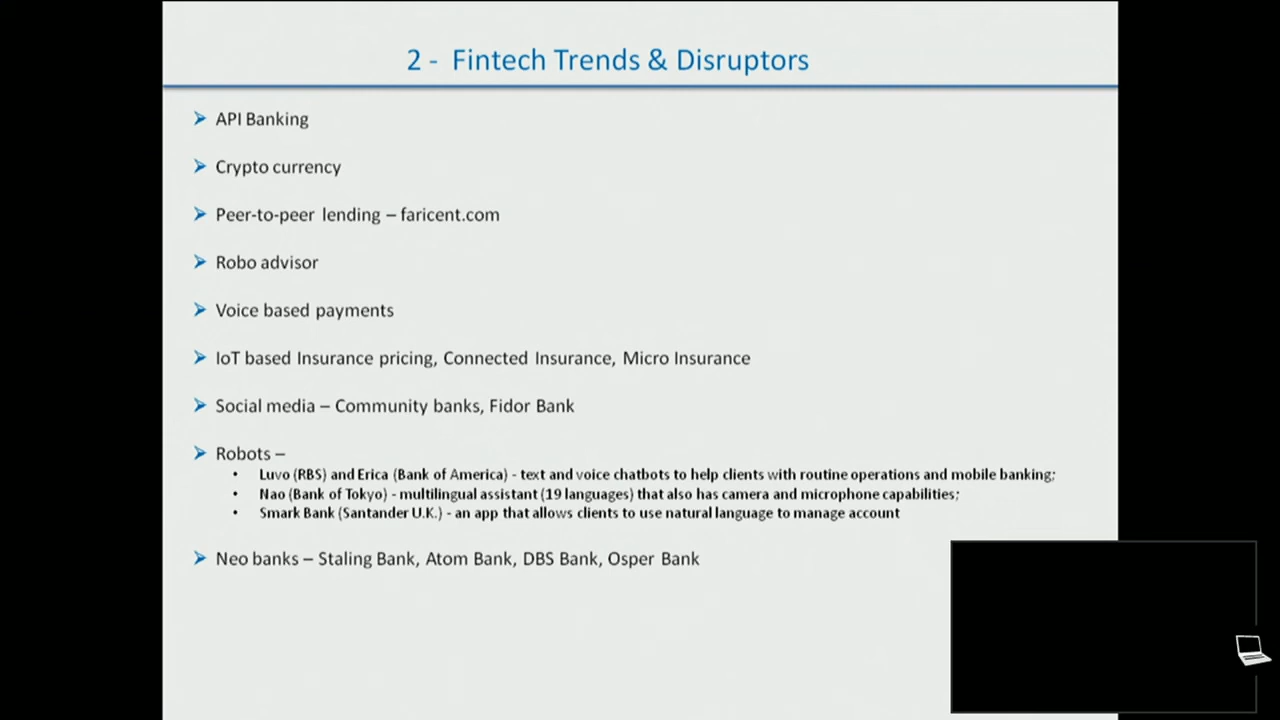 2 - Fintech Trends & Disruptors
API Banking
Crypto currency
Peer-to-peer lending – faricent.com
Robo advisor
Voice based payments
IoT based Insurance pricing, Connected Insurance, Micro Insurance
Social media – Community banks, Fidor Bank
Robots –
• Luvo (RBS) and Erica (Bank of America) - text and voice chatbots to help clients with routine operations and mobile banking;
• Nao (Bank of Tokyo) - multilingual assistant (19 languages) that also has camera and microphone capabilities;
• Smark Bank (Santander U.K.) - an app that allows clients to use natural language to manage account
Neo banks – Staling Bank, Atom Bank, DBS Bank, Osper Bank